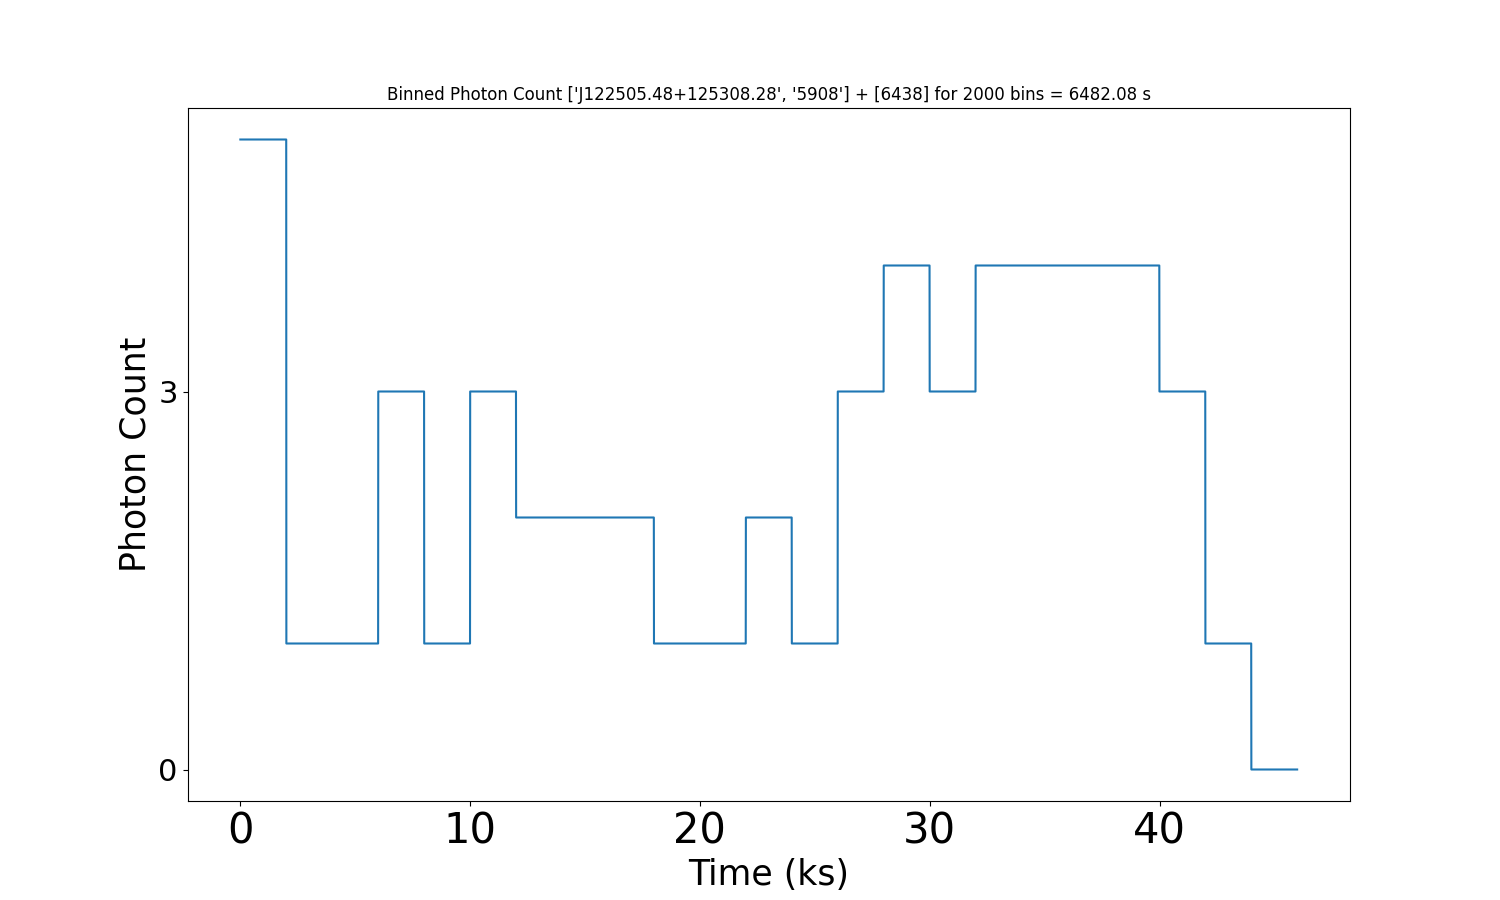 Binned Photon Count ['J122505.48+125308.28', '5908'] + [6438] for 2000 bins = 6482.08 s
Photon Count
3
0
0 10 20 30 40
Time (ks)